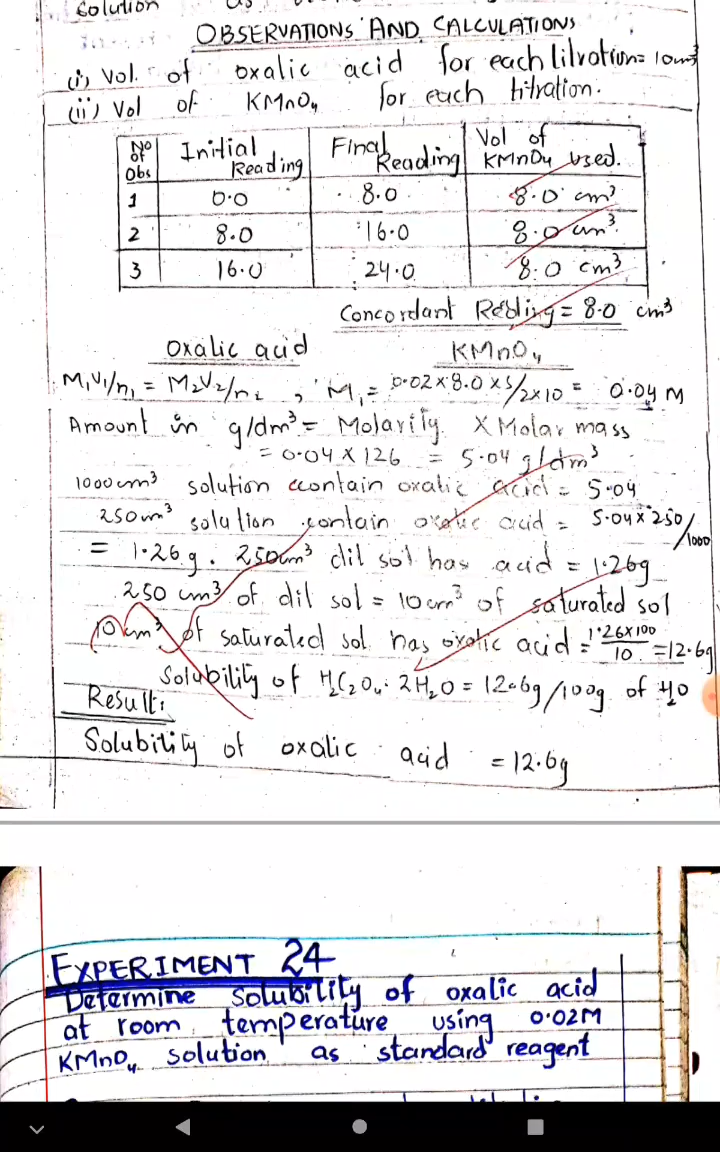 Solution as
OBSERVATIONS AND CALCULATIONS
(i) Vol. of oxalic acid for each titration = 10cm3
(ii) Vol of KMnO4 for each titration.
No of Obs Initial Reading Final Reading Vol of KMnO4 used.
1 0.0 8.0 8.0 cm3
2 8.0 16.0 8.0 cm3
3 16.0 24.0 8.0 cm3
Concordant Reading = 8.0 cm3
Oxalic acid KMnO4
M1V1/n1 = M2V2/n2 , M1 = 0.02 x 8.0 x 5/2x10 = 0.04 M
Amount in g/dm3 = Molarity X Molar mass
= 0.04 x 126 = 5.04 g/dm3
1000cm3 solution contain oxalic acid = 5.04
250cm3 solution contain oxalic acid = 5.04 x 250/1000
= 1.26g. 250cm3 dil sol has acid = 1.26g
250 cm3 of dil sol = 10cm3 of saturated sol
10 cm3 of saturated sol has oxalic acid = 1.26x100/10 = 12.6g
Solubility of H2C2O4. 2H2O = 12.6g/100g of H2O
Result:
Solubility of oxalic acid = 12.6g
EXPERIMENT 24
Determine solubility of oxalic acid
at room temperature using 0.02M
KMnO4 solution as standard reagent